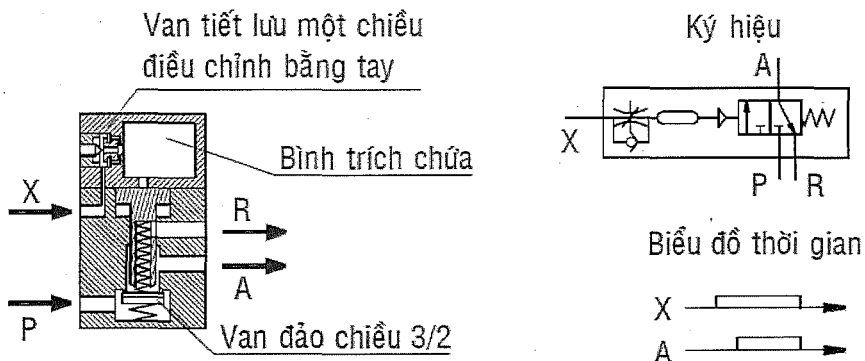 Van tiết lưu một chiều
điều chỉnh bằng tay
Bình trích chứa
X
R
A
P
Van đảo chiều 3/2
Ký hiệu
A
X
P R
Biểu đồ thời gian
X
A